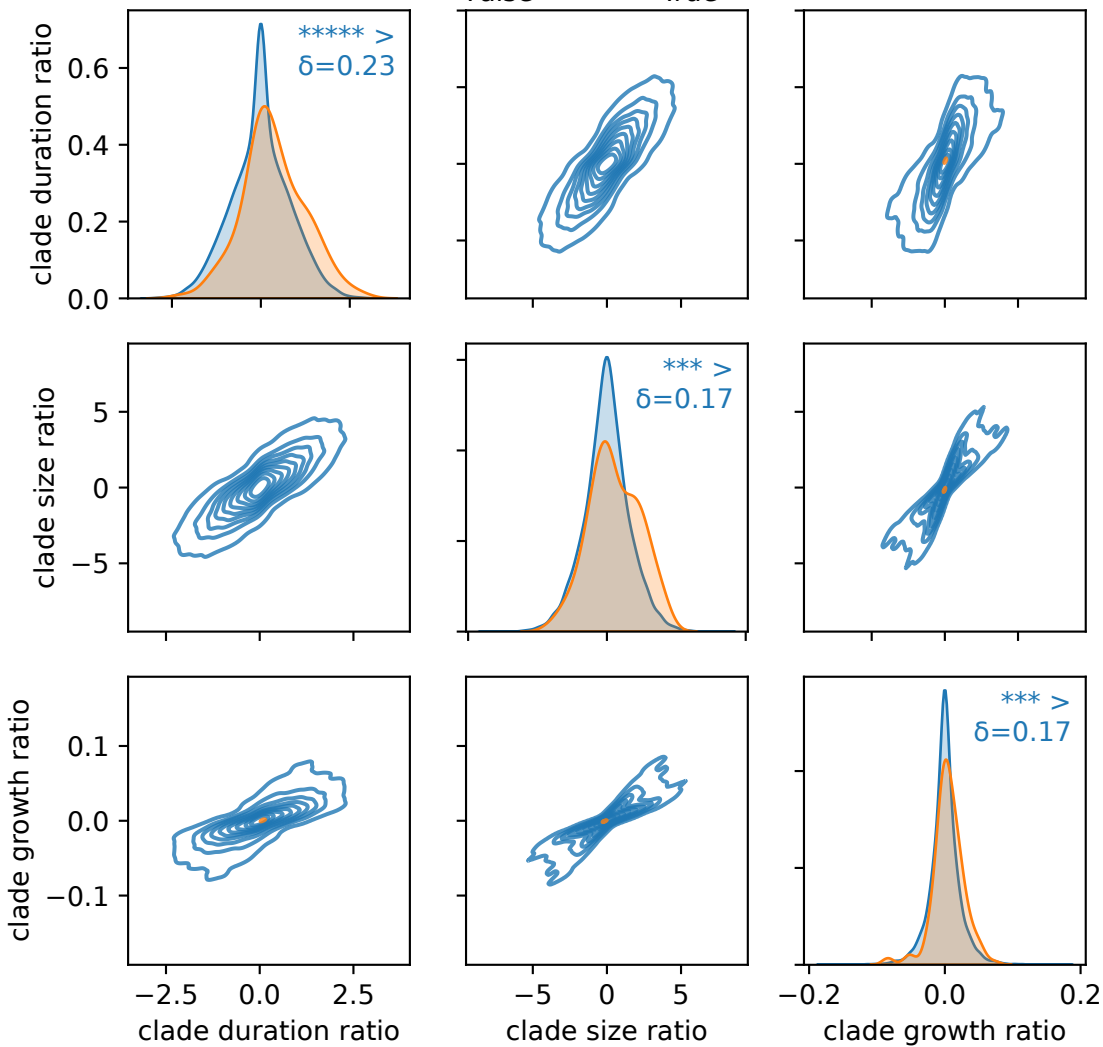 ***** >
δ=0.23
clade duration ratio
0.6
0.4
0.2
0.0
*** >
δ=0.17
clade size ratio
5
0
−5
*** >
δ=0.17
clade growth ratio
0.1
0.0
−0.1
−2.5 0.0 2.5 −5 0 5 −0.2 0.0 0.2
clade duration ratio clade size ratio clade growth ratio